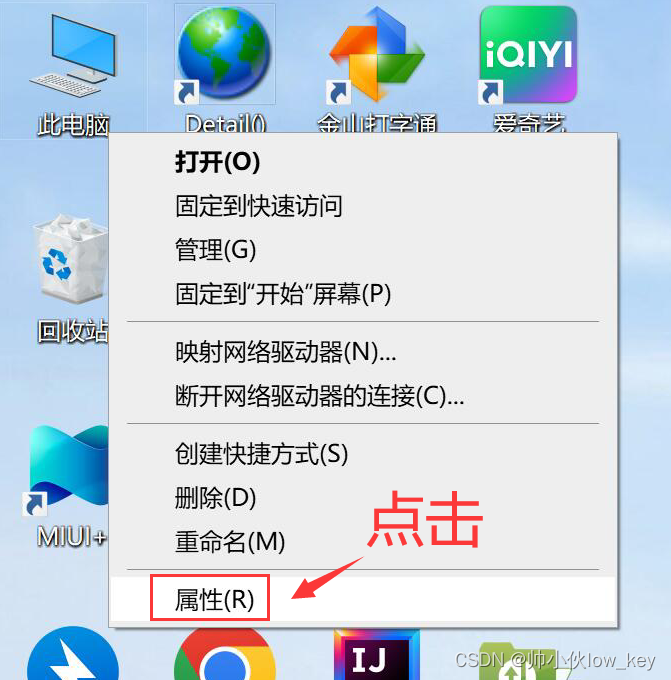 iQIYI
此电脑
Detail()
金山打字通
爱奇艺
打开(O)
固定到快速访问
管理(G)
固定到“开始”屏幕(P)
回收站
映射网络驱动器(N)...
断开网络驱动器的连接(C)...
创建快捷方式(S)
删除(D)
MIUI+
重命名(M)
点击
属性(R)
IJ
CSDN @帅小伙low_key